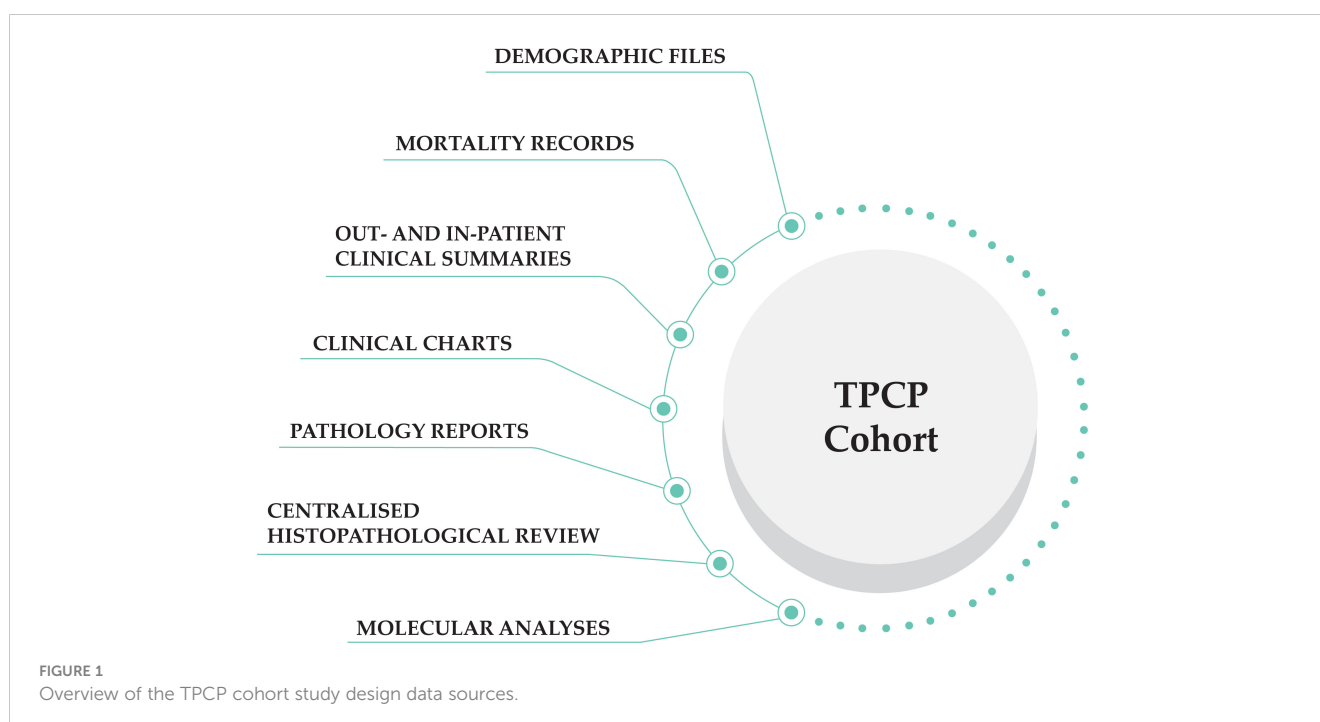 DEMOGRAPHIC FILES
MORTALITY RECORDS
OUT- AND IN-PATIENT
CLINICAL SUMMARIES
CLINICAL CHARTS
PATHOLOGY REPORTS
CENTRALISED
HISTOPATHOLOGICAL REVIEW
MOLECULAR ANALYSES
TPCP
Cohort
FIGURE 1
Overview of the TPCP cohort study design data sources.